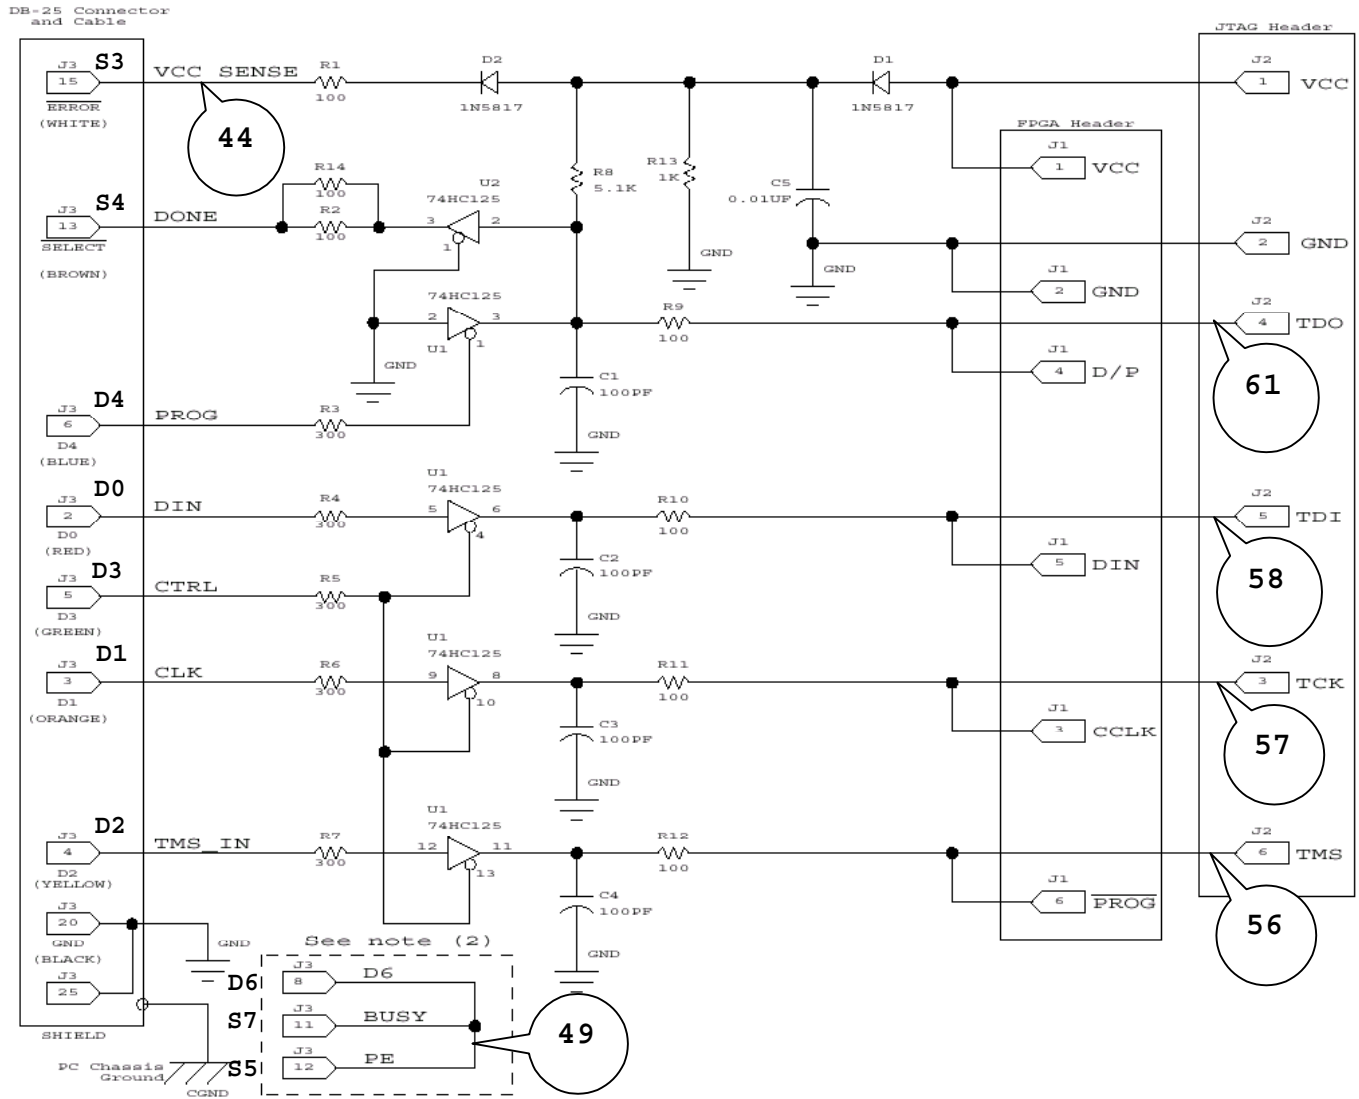 DB-25 Connector
and Cable
JTAG Header
J3 S3 VCC_SENSE R1 D2 D1 J2
15 100 1N5817 1N5817 1 VCC
ERROR
(WHITE)
44
FPGA Header
J1
1 VCC
R14
100
R8
5.1K
R13
1K
C5
0.01UF
U2
74HC125
J3 S4 DONE R2 3 2 J2
13 100 1 2 GND
SELECT
(BROWN)
GND
GND
J1
2 GND
74HC125
2 3 R9 J2
U1 1 100 4 TDO
GND
J1
4 D/P
61
C1
100PF
J3 D4 PROG R3
6 300
D4
(BLUE)
GND
U1
74HC125
J3 D0 DIN R4 5 6 R10 J2
2 300 4 100 5 TDI
D0
(RED)
C2
100PF
J1
5 DIN
58
J3 D3 CTRL R5
5 300
D3
(GREEN)
GND
U1
74HC125
J3 D1 CLK R6 9 8 R11 J2
3 300 10 100 3 TCK
D1
(ORANGE)
C3
100PF
J1
3 CCLK
57
GND
U1
74HC125
J3 D2 TMS_IN R7 12 11 R12 J2
4 300 13 100 6 TMS
D2
(YELLOW)
C4
100PF
J1
6 PROG
56
J3
20
GND
(BLACK)
GND
GND
See note (2)
J3
25
D6 J3 D6
8
S7 J3 BUSY
11
49
S5 J3 PE
12
SHIELD
PC Chassis
Ground
CGND